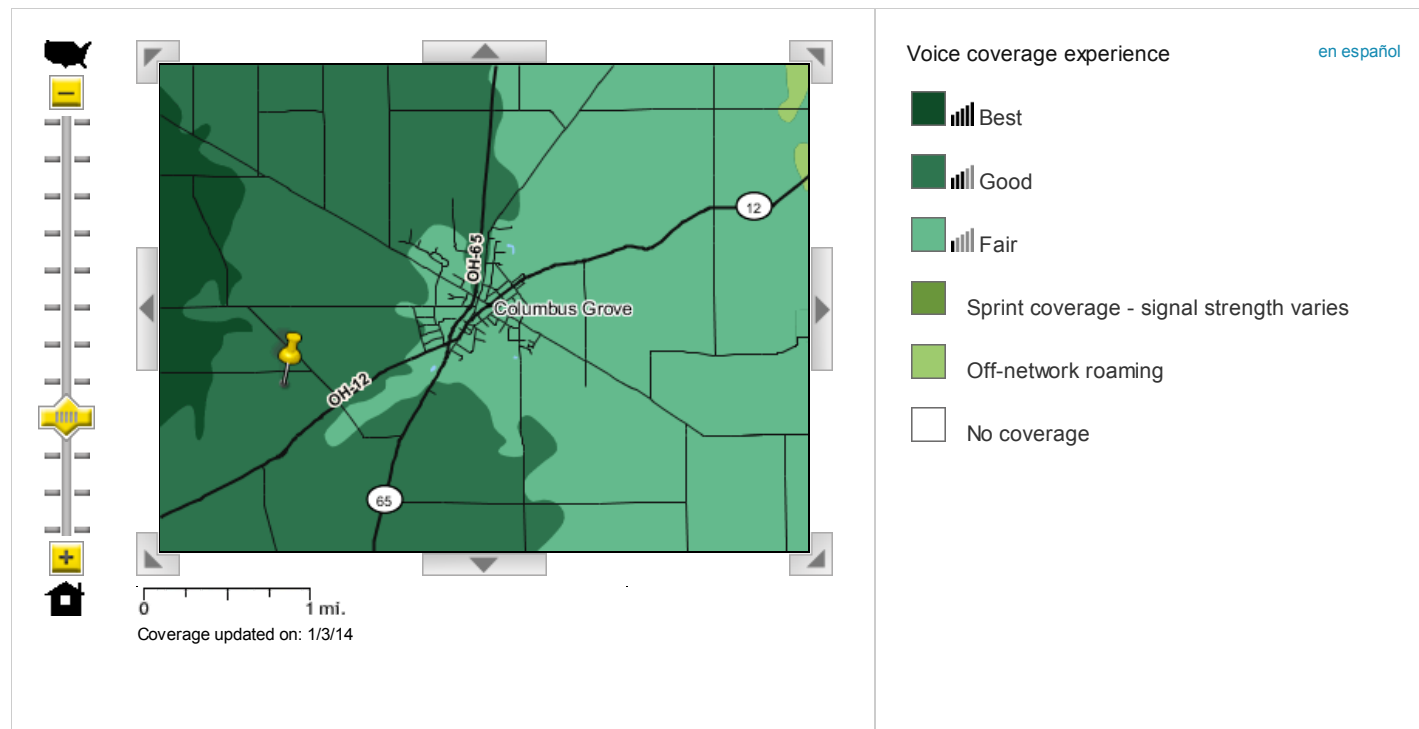 Voice coverage experience
en español
Best
Good
Fair
Sprint coverage - signal strength varies
Off-network roaming
No coverage
12
OH-65
Columbus Grove
OH-12
65
0 1 mi.
Coverage updated on: 1/3/14